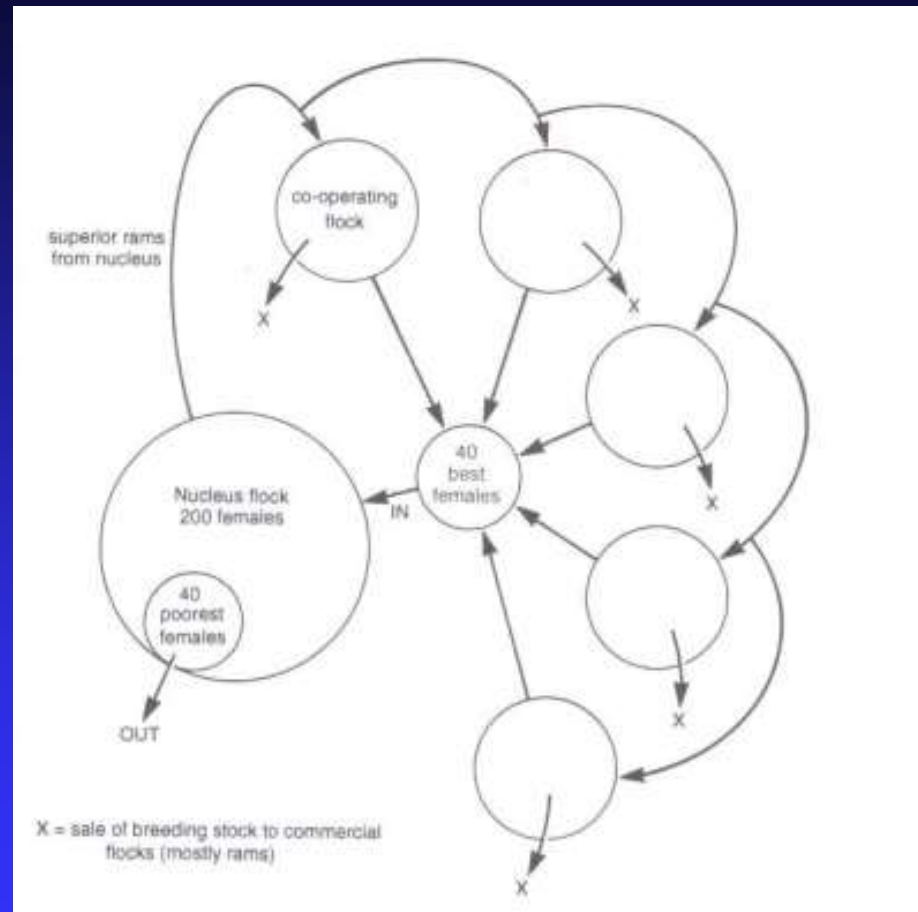 co-operating
flock
superior rams
from nucleus
X
X
X
X
X
40
best
females
IN
Nucleus flock
200 females
40
poorest
females
OUT
X = sale of breeding stock to commercial
flocks (mostly rams)